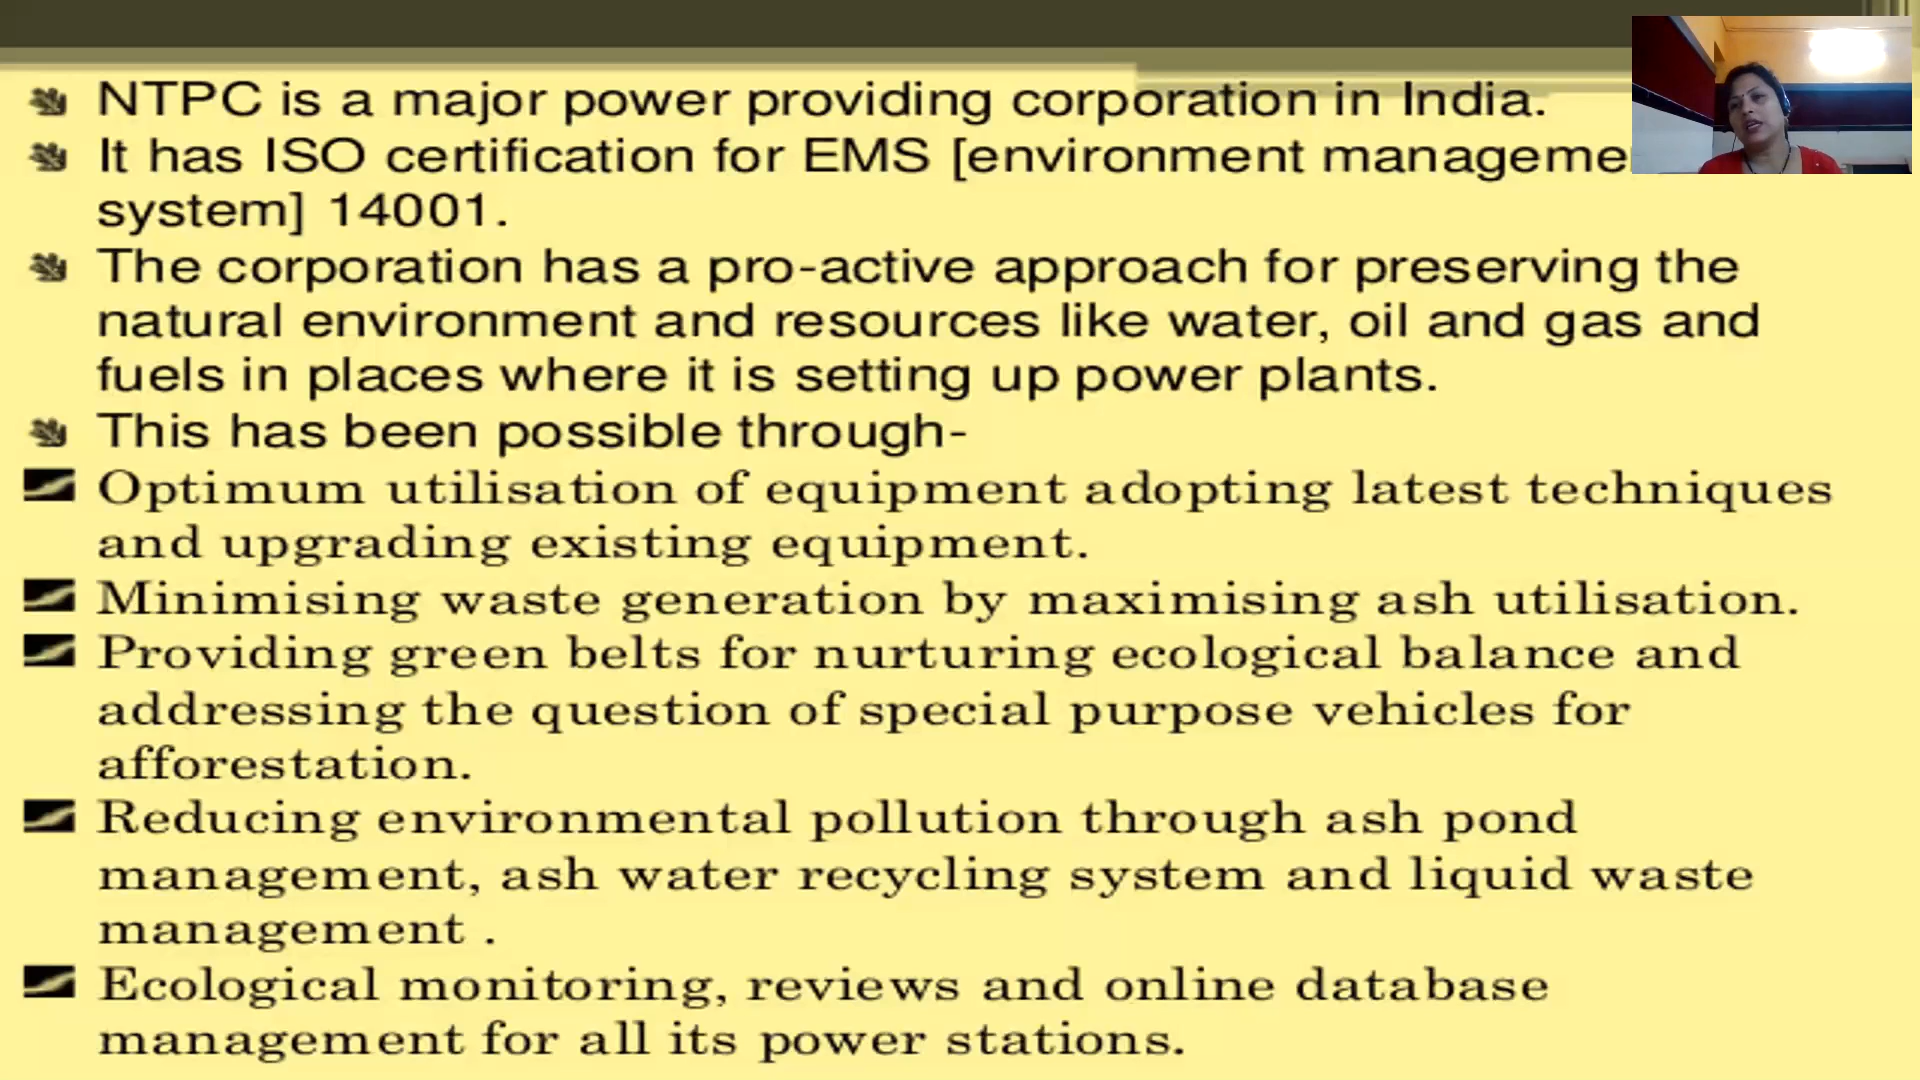 NTPC is a major power providing corporation in India.
It has ISO certification for EMS [environment manageme
system] 14001.
The corporation has a pro-active approach for preserving the
natural environment and resources like water, oil and gas and
fuels in places where it is setting up power plants.
This has been possible through-
Optimum utilisation of equipment adopting latest techniques
and upgrading existing equipment.
Minimising waste generation by maximising ash utilisation.
Providing green belts for nurturing ecological balance and
addressing the question of special purpose vehicles for
afforestation.
Reducing environmental pollution through ash pond
management, ash water recycling system and liquid waste
management .
Ecological monitoring, reviews and online database
management for all its power stations.